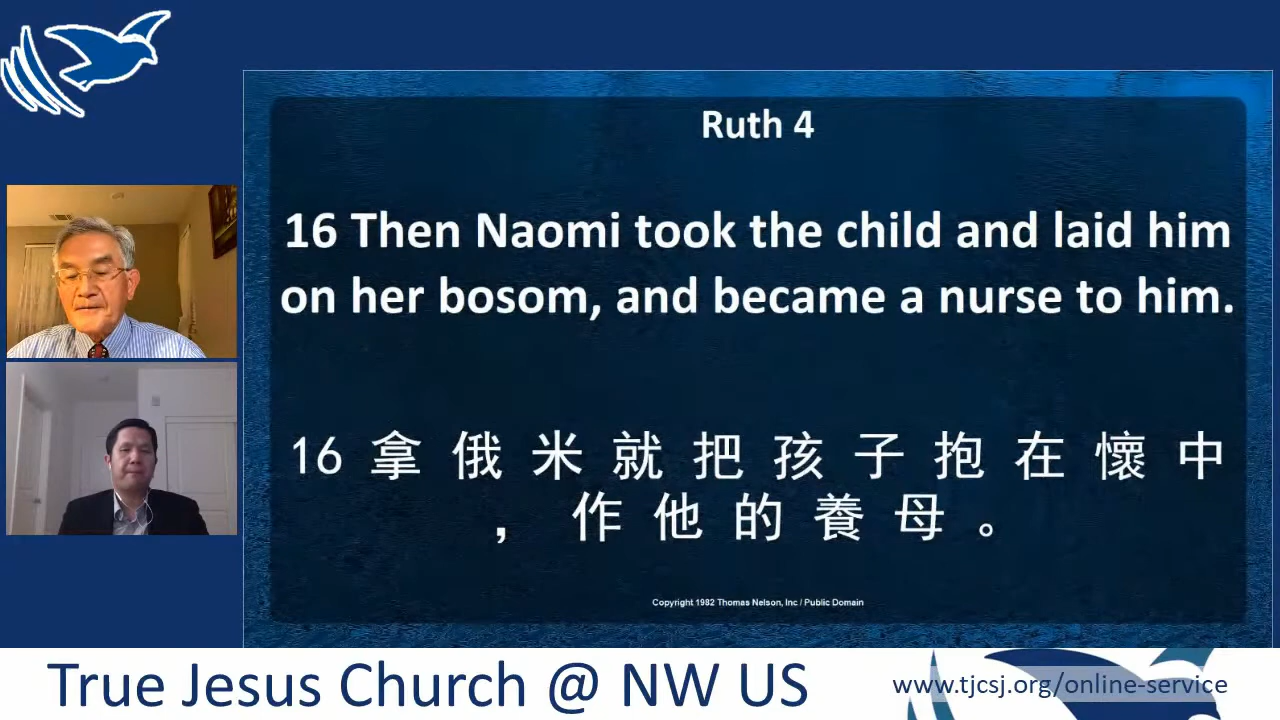 Ruth 4
16 Then Naomi took the child and laid him
on her bosom, and became a nurse to him.
16 拿 俄 米 就 把 孩 子 抱 在 懷 中
， 作 他 的 養 母 。
Copyright 1982 Thomas Nelson, Inc / Public Domain
True Jesus Church @ NW US
www.tjcsj.org/online-service